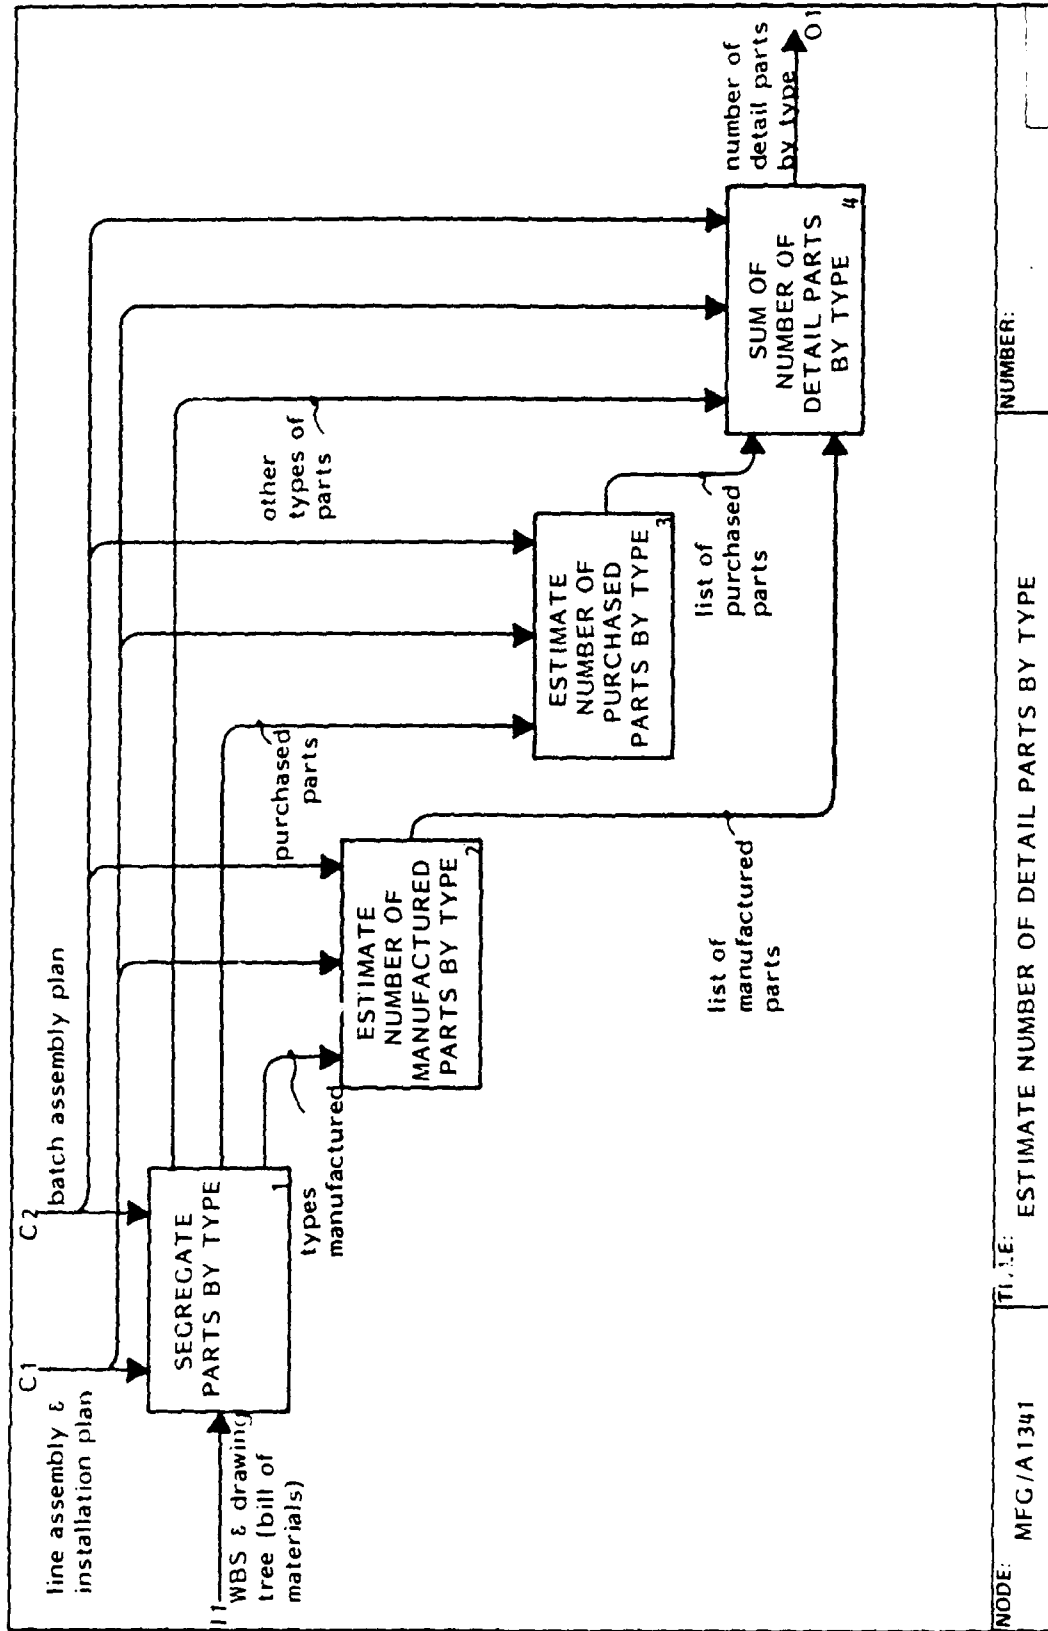 C1
line assembly &
installation plan
C2
batch assembly plan
I1
WBS & drawing
tree (bill of
materials)
SEGREGATE
PARTS BY TYPE
1
types
manufactured
ESTIMATE
NUMBER OF
MANUFACTURED
PARTS BY TYPE
2
purchased
parts
other
types of
parts
ESTIMATE
NUMBER OF
PURCHASED
PARTS BY TYPE
3
list of
manufactured
parts
list of
purchased
parts
SUM OF
NUMBER OF
DETAIL PARTS
BY TYPE
4
number of
detail parts
by type
O1
NODE:
MFG/A1341
TITLE:
ESTIMATE NUMBER OF DETAIL PARTS BY TYPE
NUMBER: